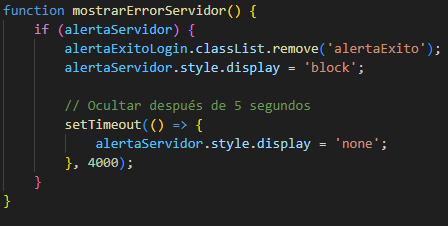 function mostrarErrorServidor() {
    if (alertaServidor) {
        alertaExitoLogin.classList.remove('alertaExito');
        alertaServidor.style.display = 'block';

        // Ocultar después de 5 segundos
        setTimeout(() => {
            alertaServidor.style.display = 'none';
        }, 4000);
    }
}